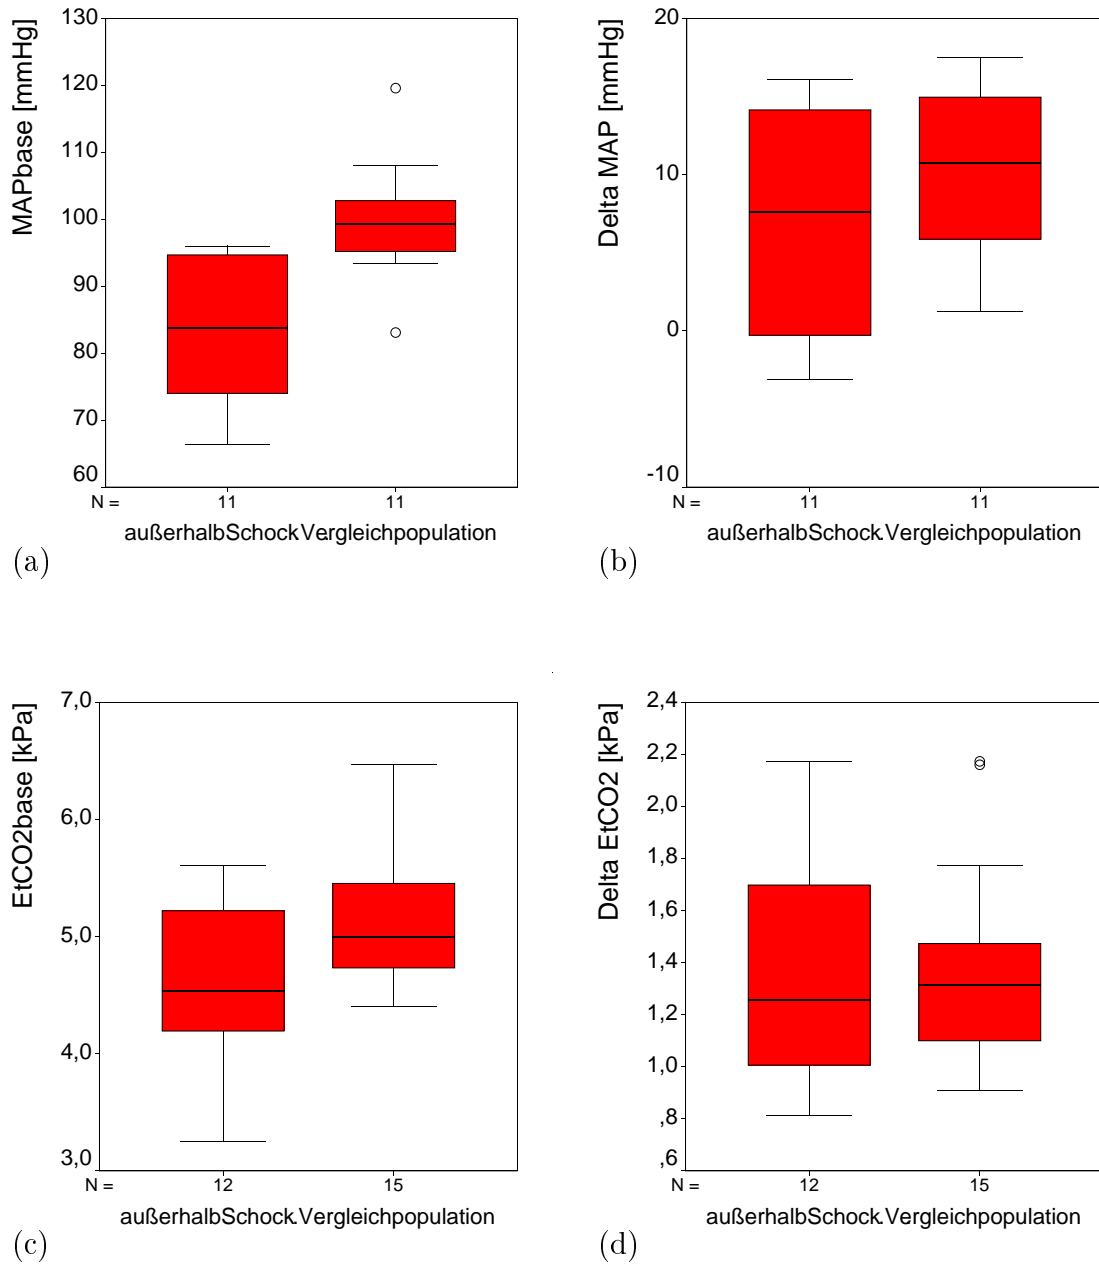 MAPbase [mmHg]
130
120
110
100
90
80
70
60
N = 11 11
außerhalbSchock.Vergleichpopulation
(a)
Delta MAP [mmHg]
20
10
0
-10
N = 11 11
außerhalbSchock.Vergleichpopulation
(b)
EtCO2base [kPa]
7,0
6,0
5,0
4,0
3,0
N = 12 15
außerhalbSchock.Vergleichpopulation
(c)
Delta EtCO2 [kPa]
2,4
2,2
2,0
1,8
1,6
1,4
1,2
1,0
,8
,6
N = 12 15
außerhalbSchock.Vergleichpopulation
(d)